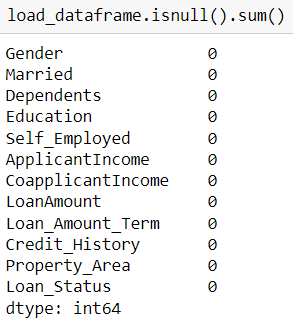 load_dataframe.isnull().sum()
Gender 0
Married 0
Dependents 0
Education 0
Self_Employed 0
ApplicantIncome 0
CoapplicantIncome 0
LoanAmount 0
Loan_Amount_Term 0
Credit_History 0
Property_Area 0
Loan_Status 0
dtype: int64